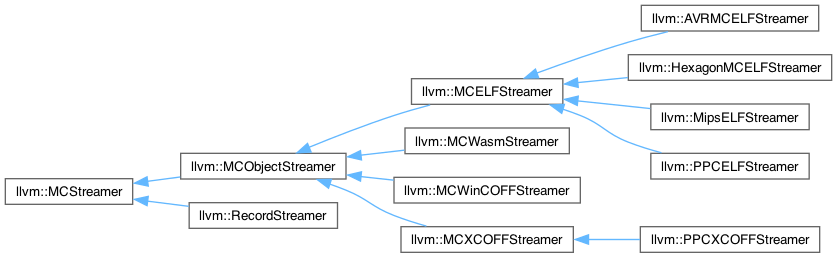 llvm::AVRMCELFStreamer
llvm::HexagonMCELFStreamer
llvm::MCELFStreamer
llvm::MipsELFStreamer
llvm::MCWasmStreamer
llvm::PPCELFStreamer
llvm::MCObjectStreamer
llvm::MCStreamer
llvm::MCWinCOFFStreamer
llvm::RecordStreamer
llvm::MCXCOFFStreamer
llvm::PPCXCOFFStreamer